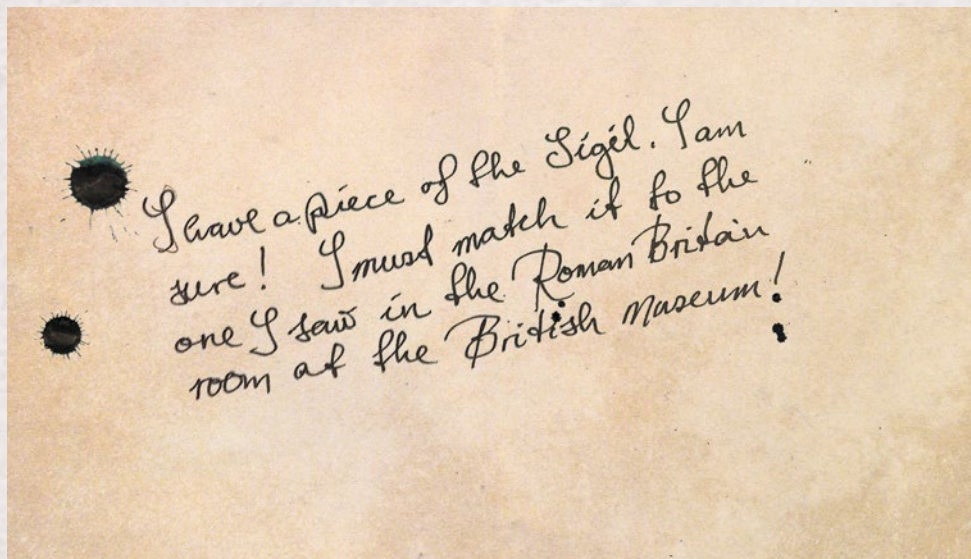 I have a piece of the Sigil. I am
sure! I must match it to the
one I saw in the Roman Britain
room at the British Museum!